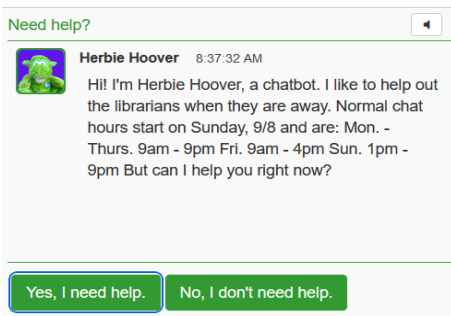 Need help?
Herbie Hoover 8:37:32 AM
Hi! I'm Herbie Hoover, a chatbot. I like to help out
the librarians when they are away. Normal chat
hours start on Sunday, 9/8 and are: Mon. -
Thurs. 9am - 9pm Fri. 9am - 4pm Sun. 1pm -
9pm But can I help you right now?
Yes, I need help.
No, I don't need help.